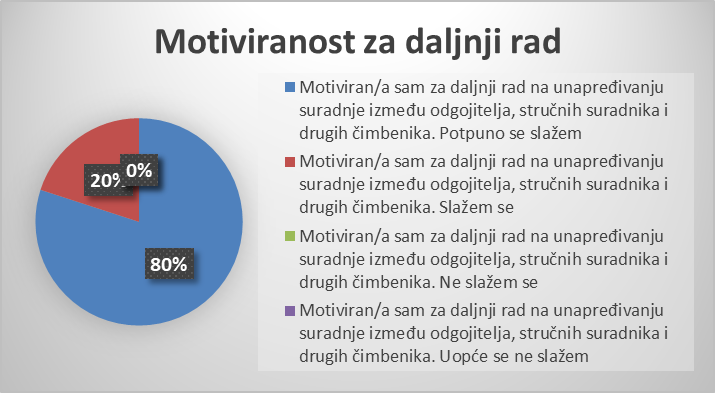 Motiviranost za daljnji rad
Motiviran/a sam za daljnji rad na unapređivanju
suradnje između odgojitelja, stručnih suradnika i
drugih čimbenika. Potpuno se slažem
Motiviran/a sam za daljnji rad na unapređivanju
suradnje između odgojitelja, stručnih suradnika i
drugih čimbenika. Slažem se
Motiviran/a sam za daljnji rad na unapređivanju
suradnje između odgojitelja, stručnih suradnika i
drugih čimbenika. Ne slažem se
Motiviran/a sam za daljnji rad na unapređivanju
suradnje između odgojitelja, stručnih suradnika i
drugih čimbenika. Uopće se ne slažem
0%
20%
80%